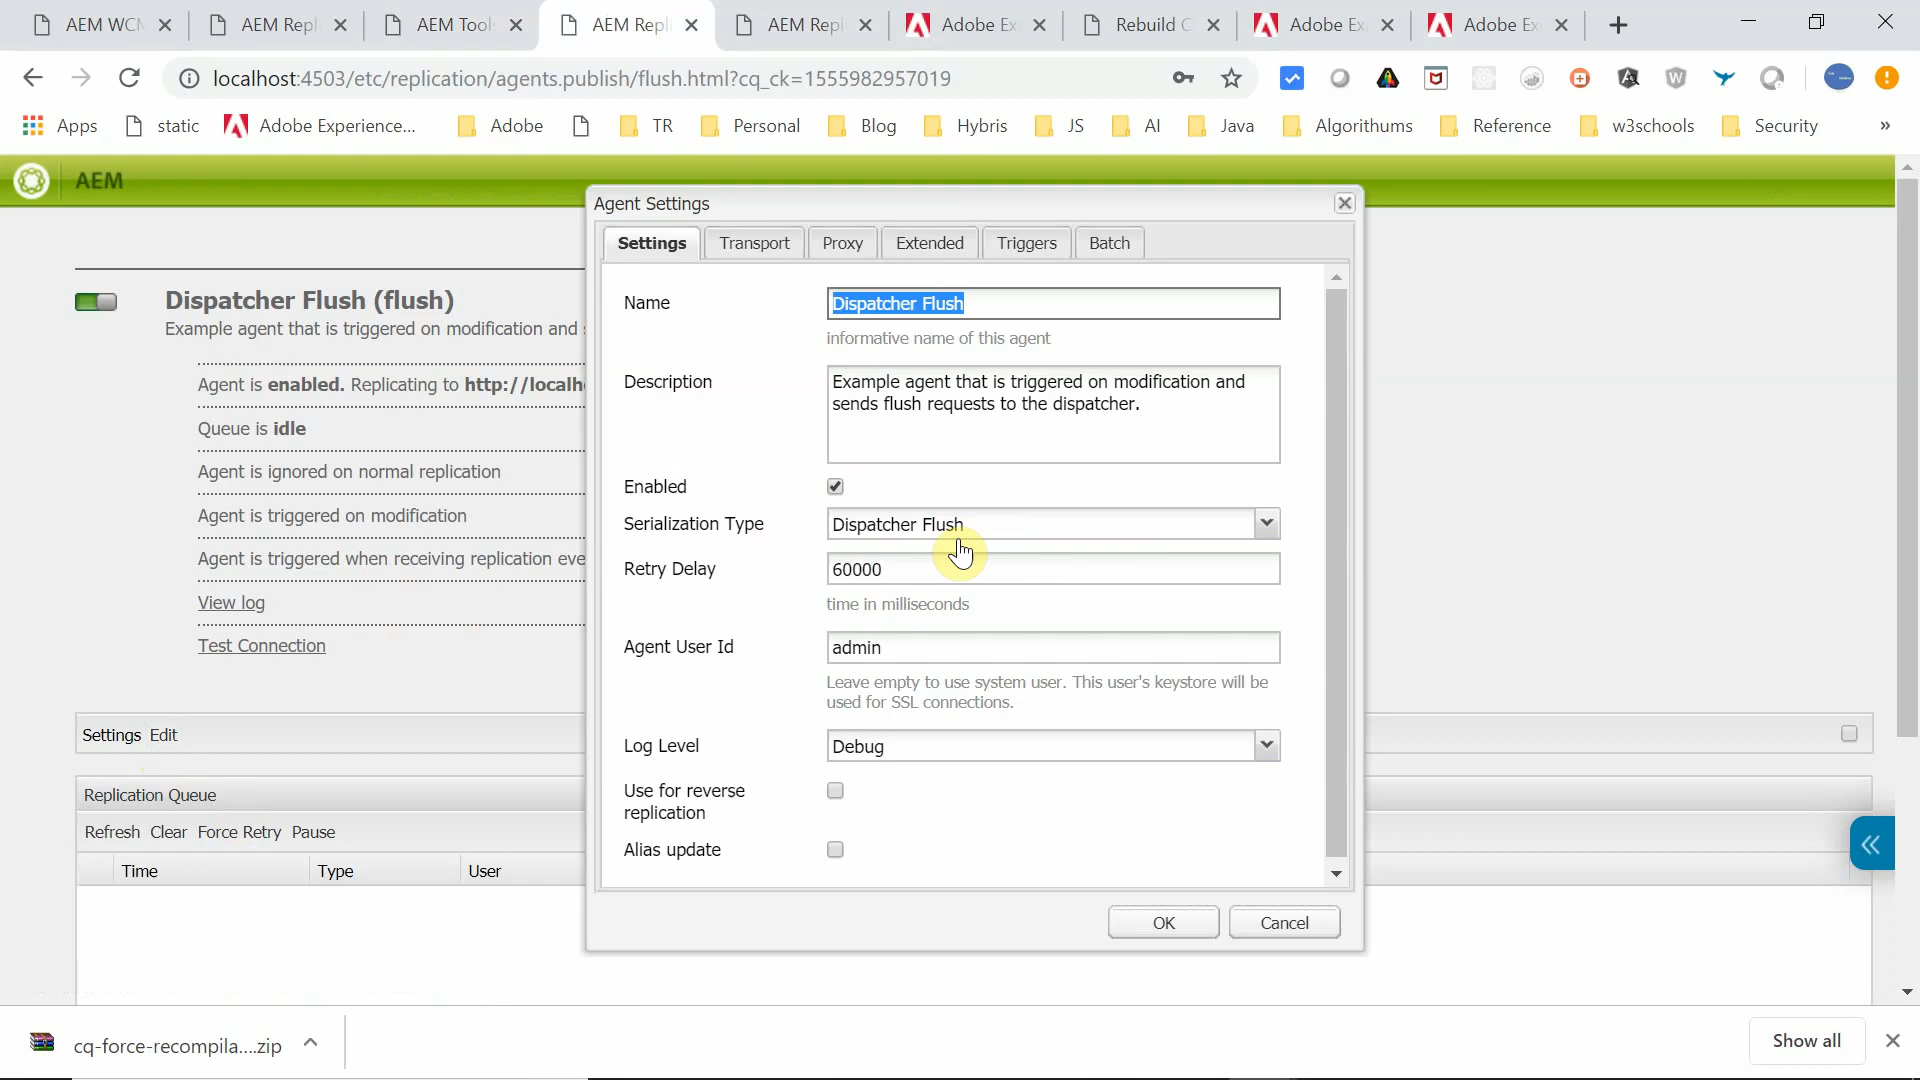 AEM WCM
AEM Repl
AEM Tool
AEM Repli
AEM Repl
Adobe Ex
Rebuild C
Adobe Ex
Adobe Ex
localhost:4503/etc/replication/agents.publish/flush.html?cq_ck=1555982957019
Apps
static
Adobe Experience...
Adobe
TR
Personal
Blog
Hybris
JS
AI
Java
Algorithums
Reference
w3schools
Security
»
AEM
Dispatcher Flush (flush)
Example agent that is triggered on modification and
Agent is enabled. Replicating to http://localh
Queue is idle
Agent is ignored on normal replication
Agent is triggered on modification
Agent is triggered when receiving replication eve
View log
Test Connection
Settings Edit
Replication Queue
Refresh Clear Force Retry Pause
Time Type User
Agent Settings
Settings Transport Proxy Extended Triggers Batch
Name Dispatcher Flush
informative name of this agent
Description Example agent that is triggered on modification and
sends flush requests to the dispatcher.
Enabled
Serialization Type Dispatcher Flush
Retry Delay 60000
time in milliseconds
Agent User Id admin
Leave empty to use system user. This user's keystore will be
used for SSL connections.
Log Level Debug
Use for reverse
replication
Alias update
OK Cancel
cq-force-recompila....zip
Show all